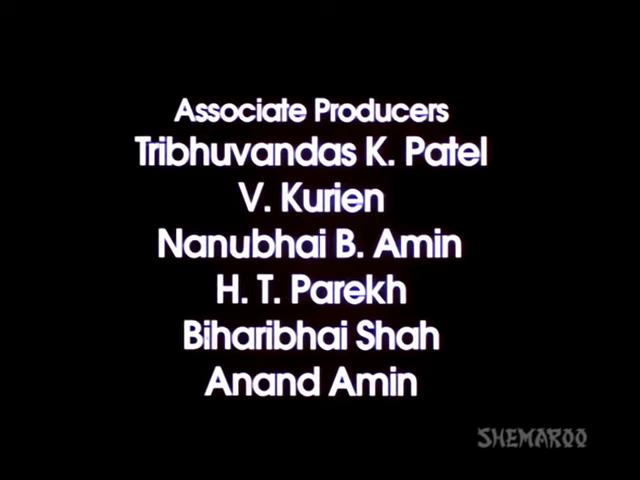 Associate Producers
Tribhuvandas K. Patel
V. Kurien
Nanubhai B. Amin
H. T. Parekh
Biharibhai Shah
Anand Amin
SHEMAROO